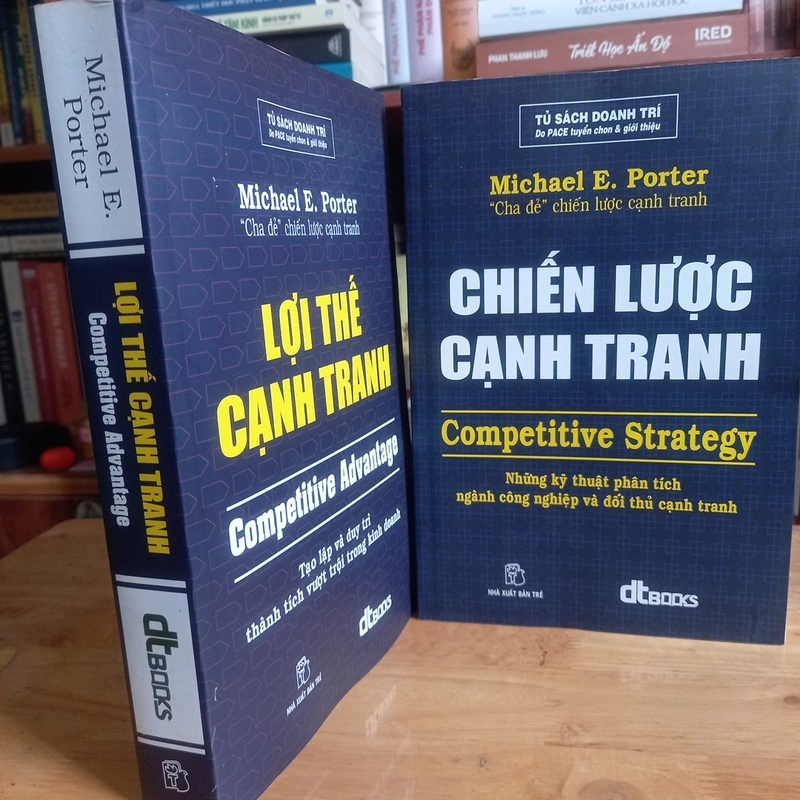 Michael E.
Porter
LỢI THẾ CẠNH TRANH
Competitive Advantage
dtBOOKS
TỦ SÁCH DOANH TRÍ
Do PACE tuyển chọn & giới thiệu
Michael E. Porter
“Cha đẻ” chiến lược cạnh tranh
LỢI THẾ
CẠNH TRANH
Competitive Advantage
Tạo lập và duy trì
thành tích vượt trội trong kinh doanh
NHÀ XUẤT BẢN TRẺ
dtBOOKS
PHAN THANH LƯU
Triết Học Ấn Độ
IRED
TỦ SÁCH DOANH TRÍ
Do PACE tuyển chọn & giới thiệu
Michael E. Porter
“Cha đẻ” chiến lược cạnh tranh
CHIẾN LƯỢC
CẠNH TRANH
Competitive Strategy
Những kỹ thuật phân tích
ngành công nghiệp và đối thủ cạnh tranh
NHÀ XUẤT BẢN TRẺ
dtBOOKS